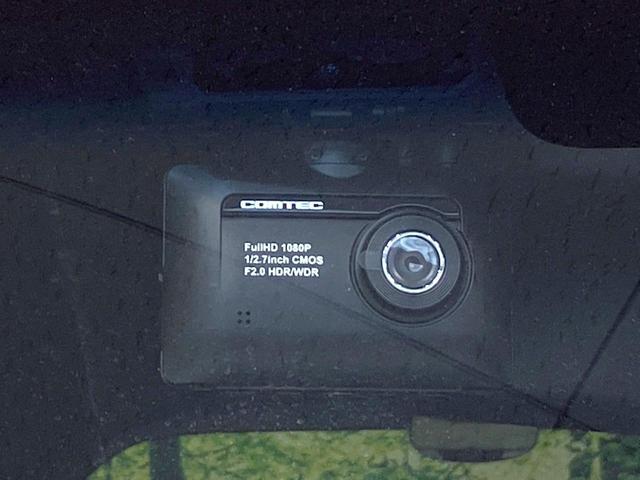 COMTEC
FullHD 1080P
1/2.7inch CMOS
F2.0 HDR/WDR